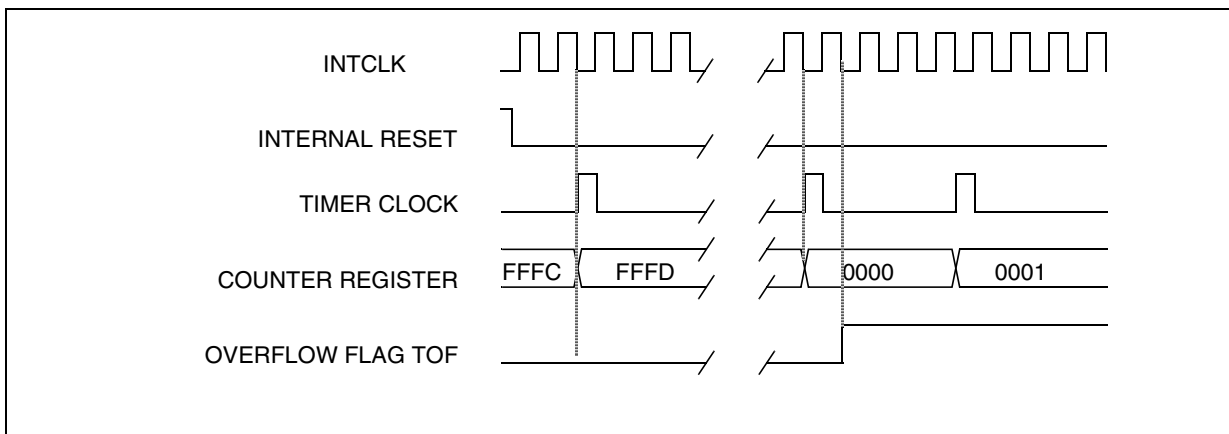 INTCLK
INTERNAL RESET
TIMER CLOCK
COUNTER REGISTER FFFC FFFD 0000 0001
OVERFLOW FLAG TOF